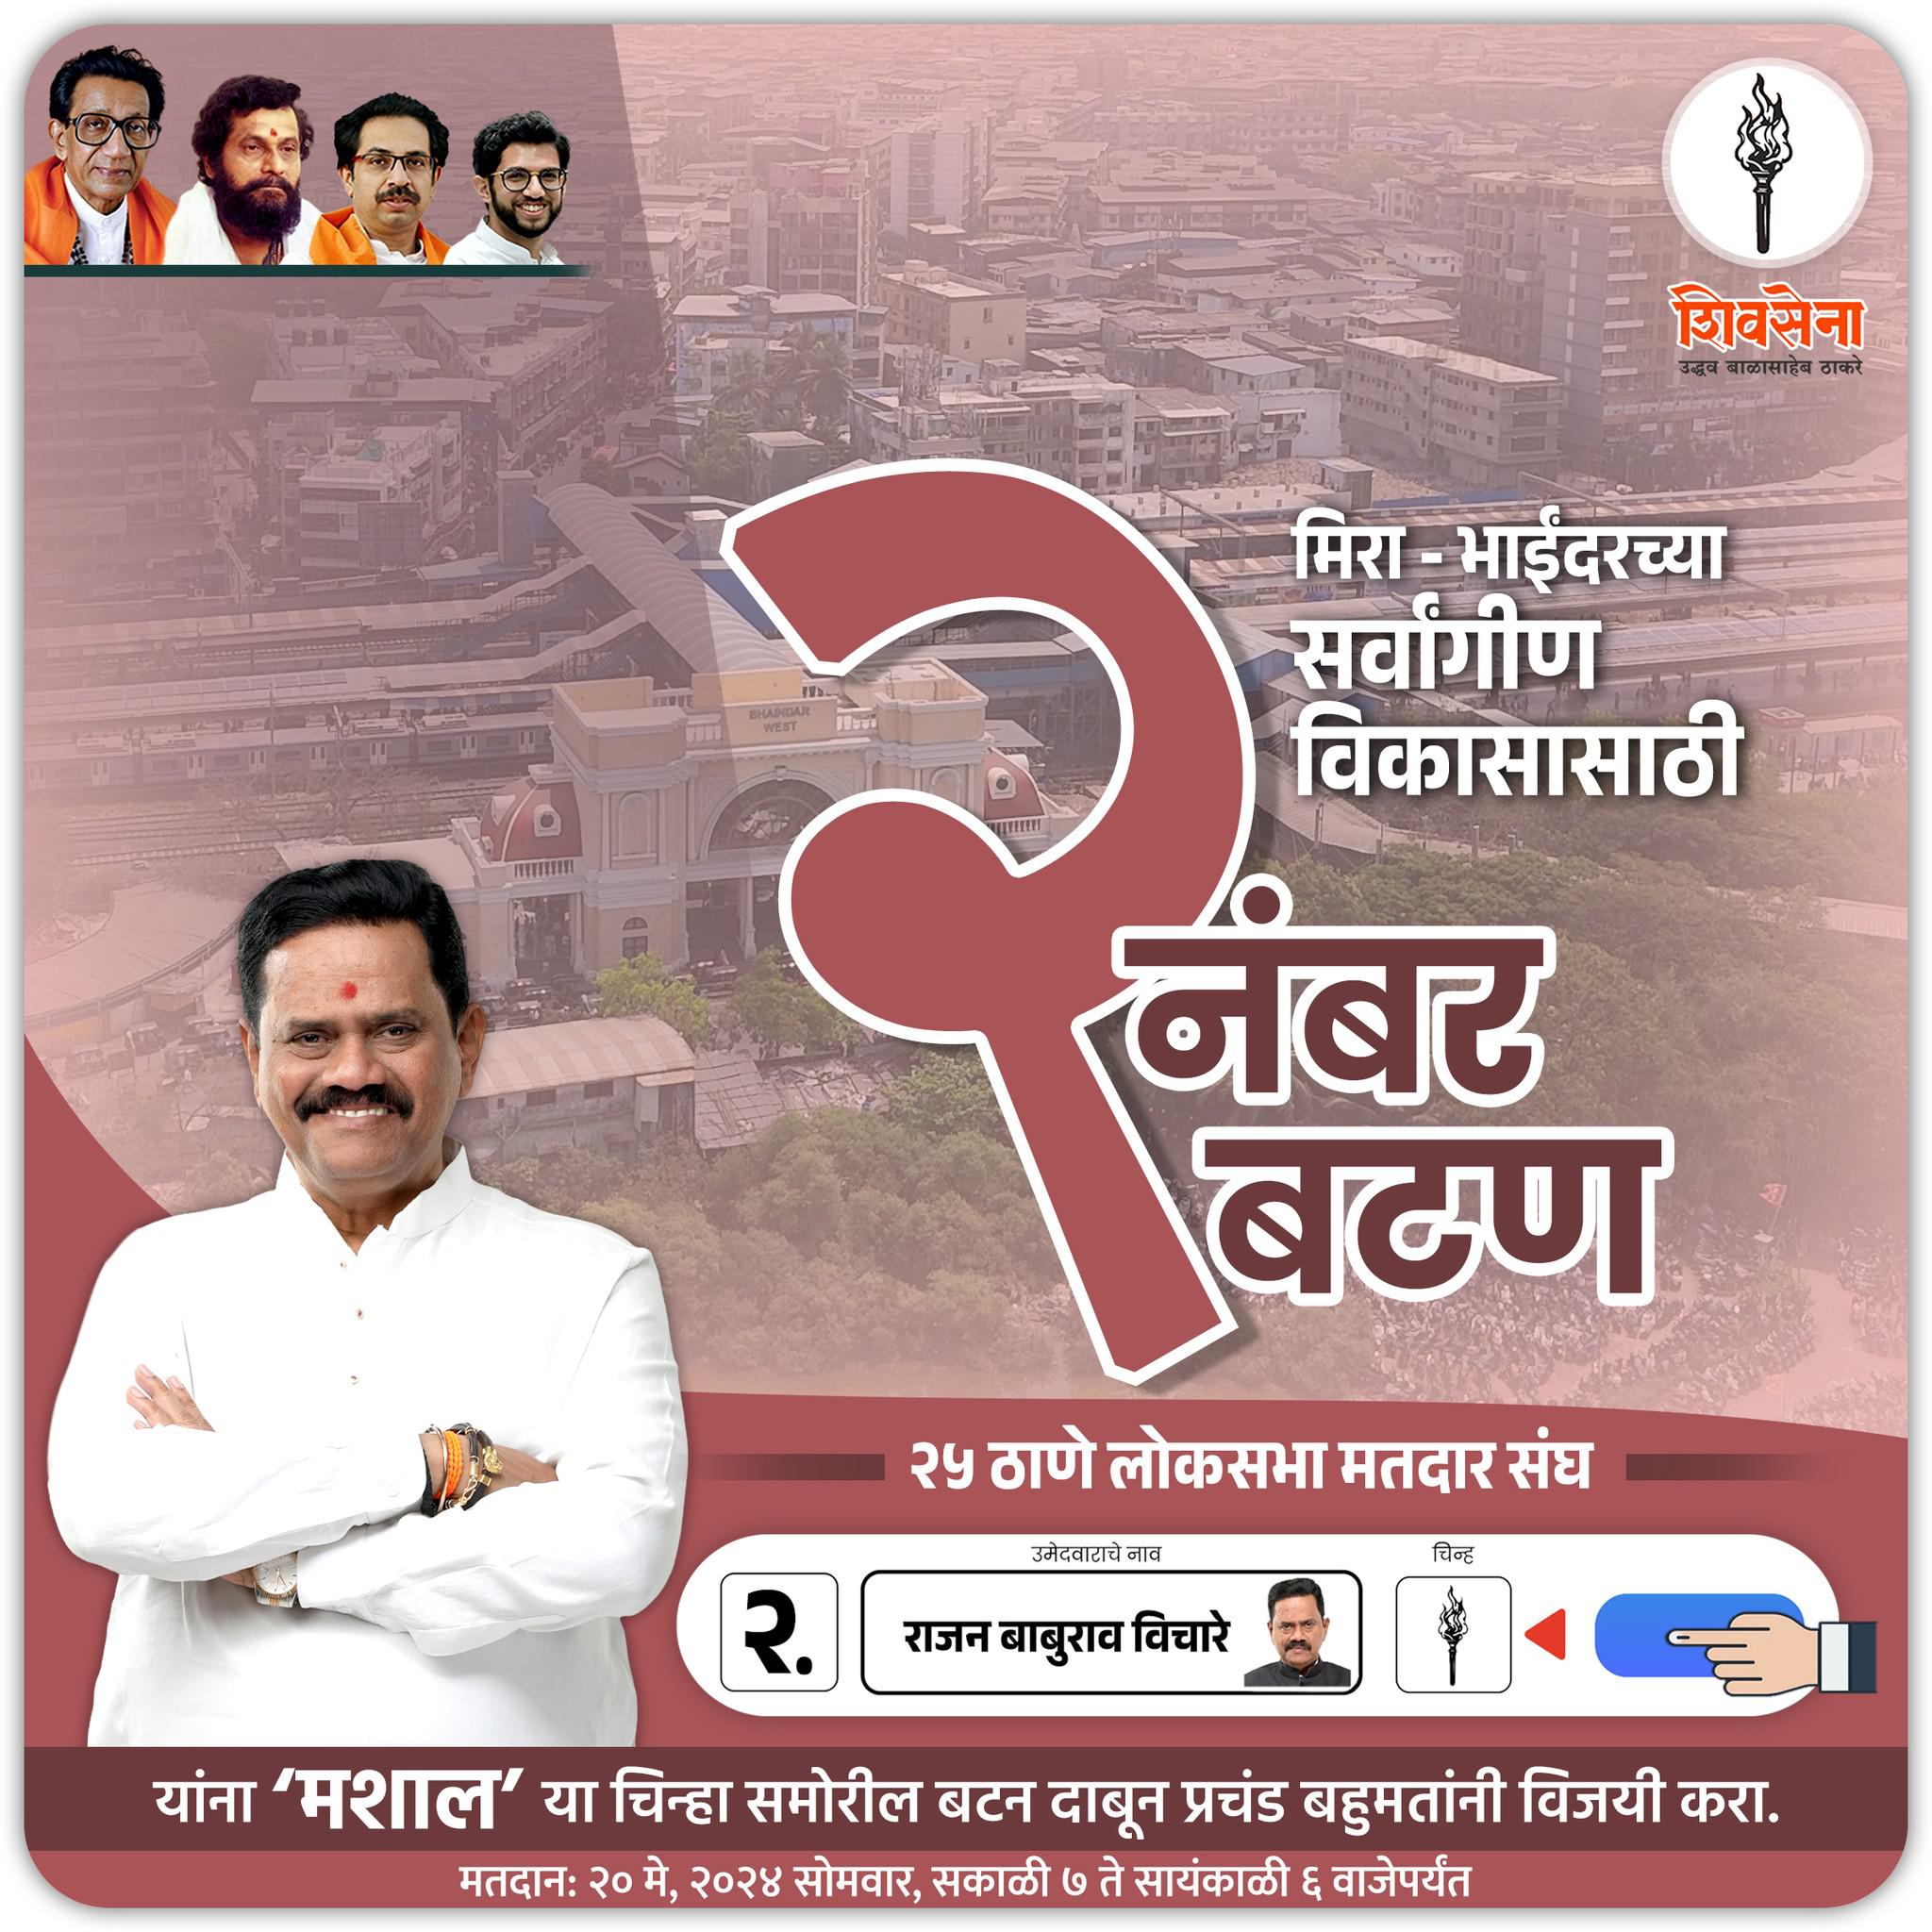 शिवसेना
उद्धव बाळासाहेब ठाकरे
मिरा - भाईंदरच्या
सर्वांगीण
विकासासाठी
२
नंबर
बटण
BHAINDAR
WEST
२५ ठाणे लोकसभा मतदार संघ
उमेदवाराचे नाव
चिन्ह
२.
राजन बाबुराव विचारे
यांना ‘मशाल’ या चिन्हा समोरील बटन दाबून प्रचंड बहुमतांनी विजयी करा.
मतदान: २० मे, २०२४ सोमवार, सकाळी ७ ते सायंकाळी ६ वाजेपर्यंत